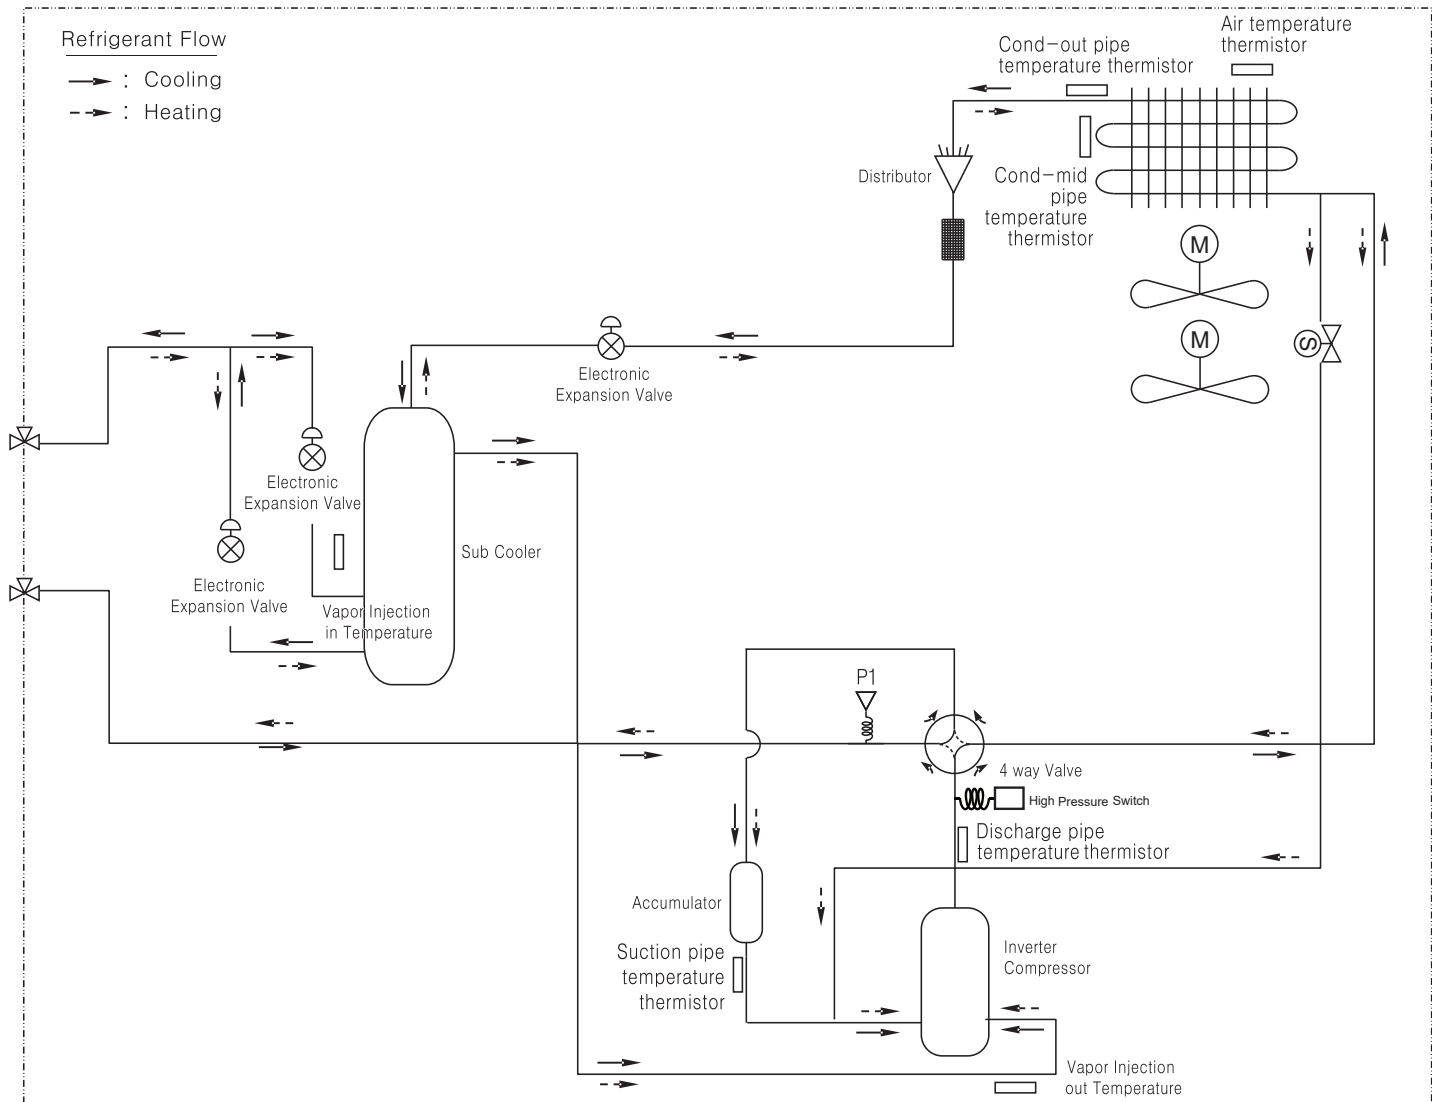 Refrigerant Flow
: Cooling
: Heating
Air temperature
thermistor
Cond-out pipe
temperature thermistor
Distributor
Cond-mid
pipe
temperature
thermistor
M
M
S
Electronic
Expansion Valve
Electronic
Expansion Valve
Sub Cooler
Electronic
Expansion Valve
Vapor Injection
in Temperature
P1
4 way Valve
High Pressure Switch
Discharge pipe
temperature thermistor
Accumulator
Suction pipe
temperature
thermistor
Inverter
Compressor
Vapor Injection
out Temperature